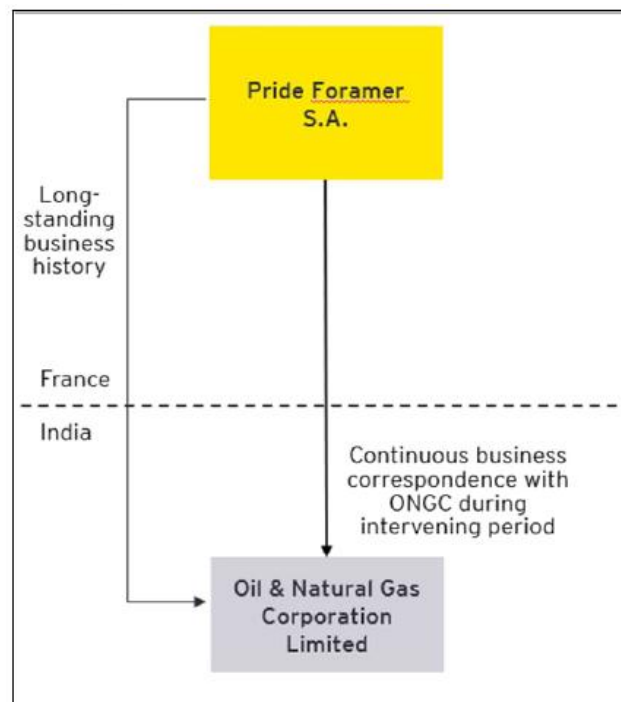 Pride Foramer
S.A.
Long-
standing
business
history
France
India
Continuous business
correspondence with
ONGC during
intervening period
Oil & Natural Gas
Corporation
Limited